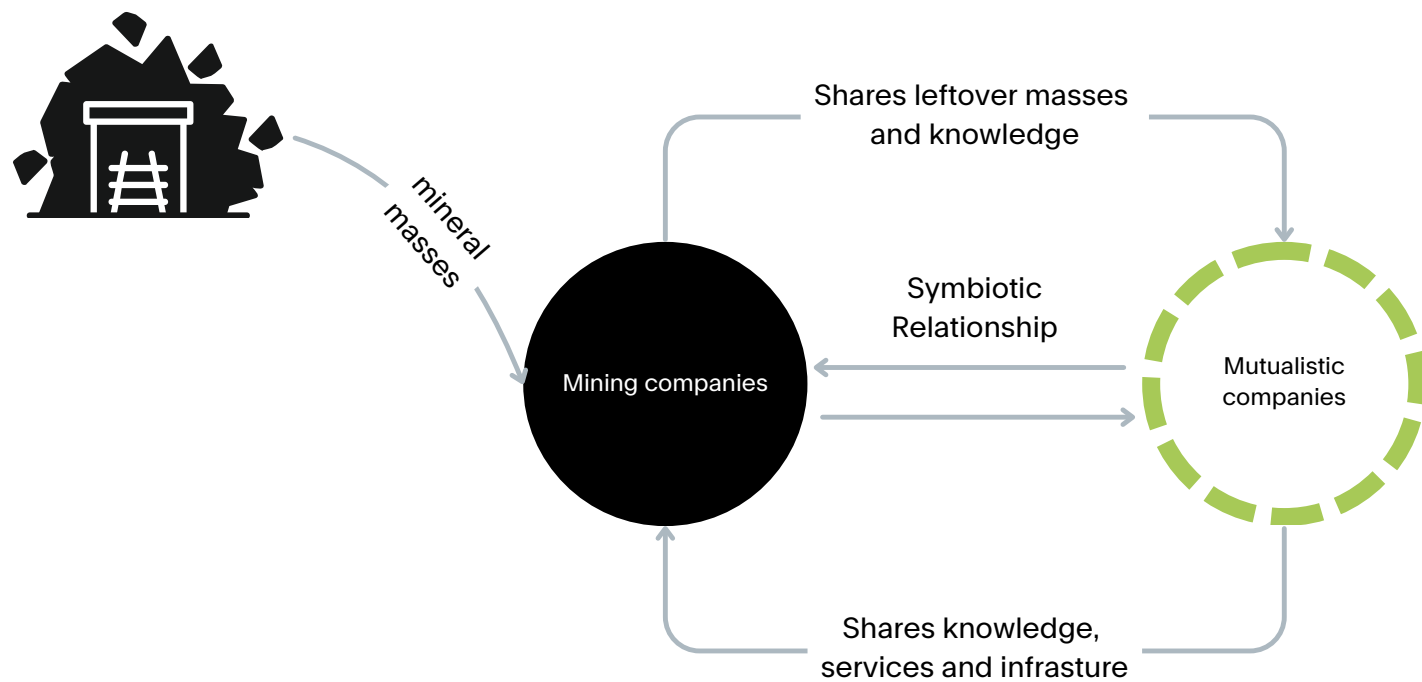 Shares leftover masses
and knowledge
mineral
masses
Symbiotic
Relationship
Mining companies
Mutualistic
companies
Shares knowledge,
services and infrasture